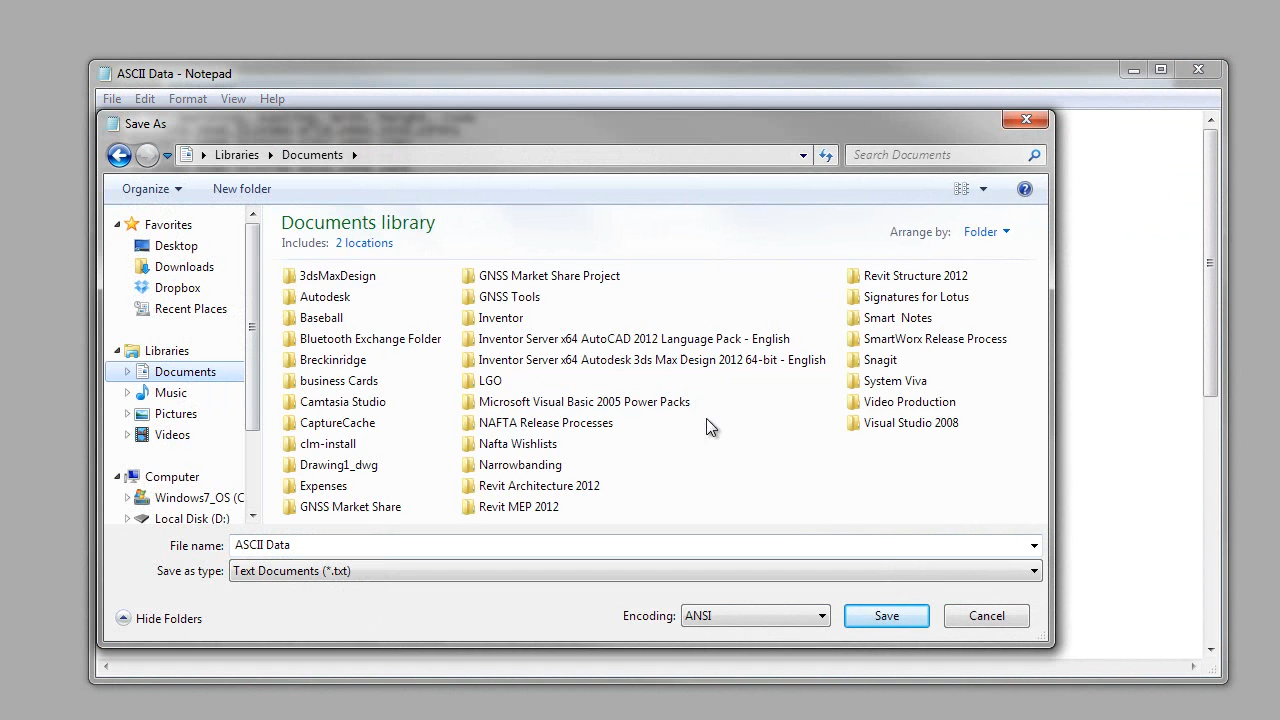 ASCII Data - Notepad
File Edit Format View Help
Save As
Libraries Documents
Search Documents
Organize New folder
Favorites
Desktop
Downloads
Dropbox
Recent Places
Libraries
Documents
Music
Pictures
Videos
Computer
Windows7_OS (C
Local Disk (D:)
Documents library
Includes: 2 locations
Arrange by: Folder
3dsMaxDesign
Autodesk
Baseball
Bluetooth Exchange Folder
Breckinridge
business Cards
Camtasia Studio
CaptureCache
clm-install
Drawing1_dwg
Expenses
GNSS Market Share
GNSS Market Share Project
GNSS Tools
Inventor
Inventor Server x64 AutoCAD 2012 Language Pack - English
Inventor Server x64 Autodesk 3ds Max Design 2012 64-bit - English
LGO
Microsoft Visual Basic 2005 Power Packs
NAFTA Release Processes
Nafta Wishlists
Narrowbanding
Revit Architecture 2012
Revit MEP 2012
Revit Structure 2012
Signatures for Lotus
Smart Notes
SmartWorx Release Process
Snagit
System Viva
Video Production
Visual Studio 2008
File name: ASCII Data
Save as type: Text Documents (*.txt)
Hide Folders
Encoding: ANSI Save Cancel